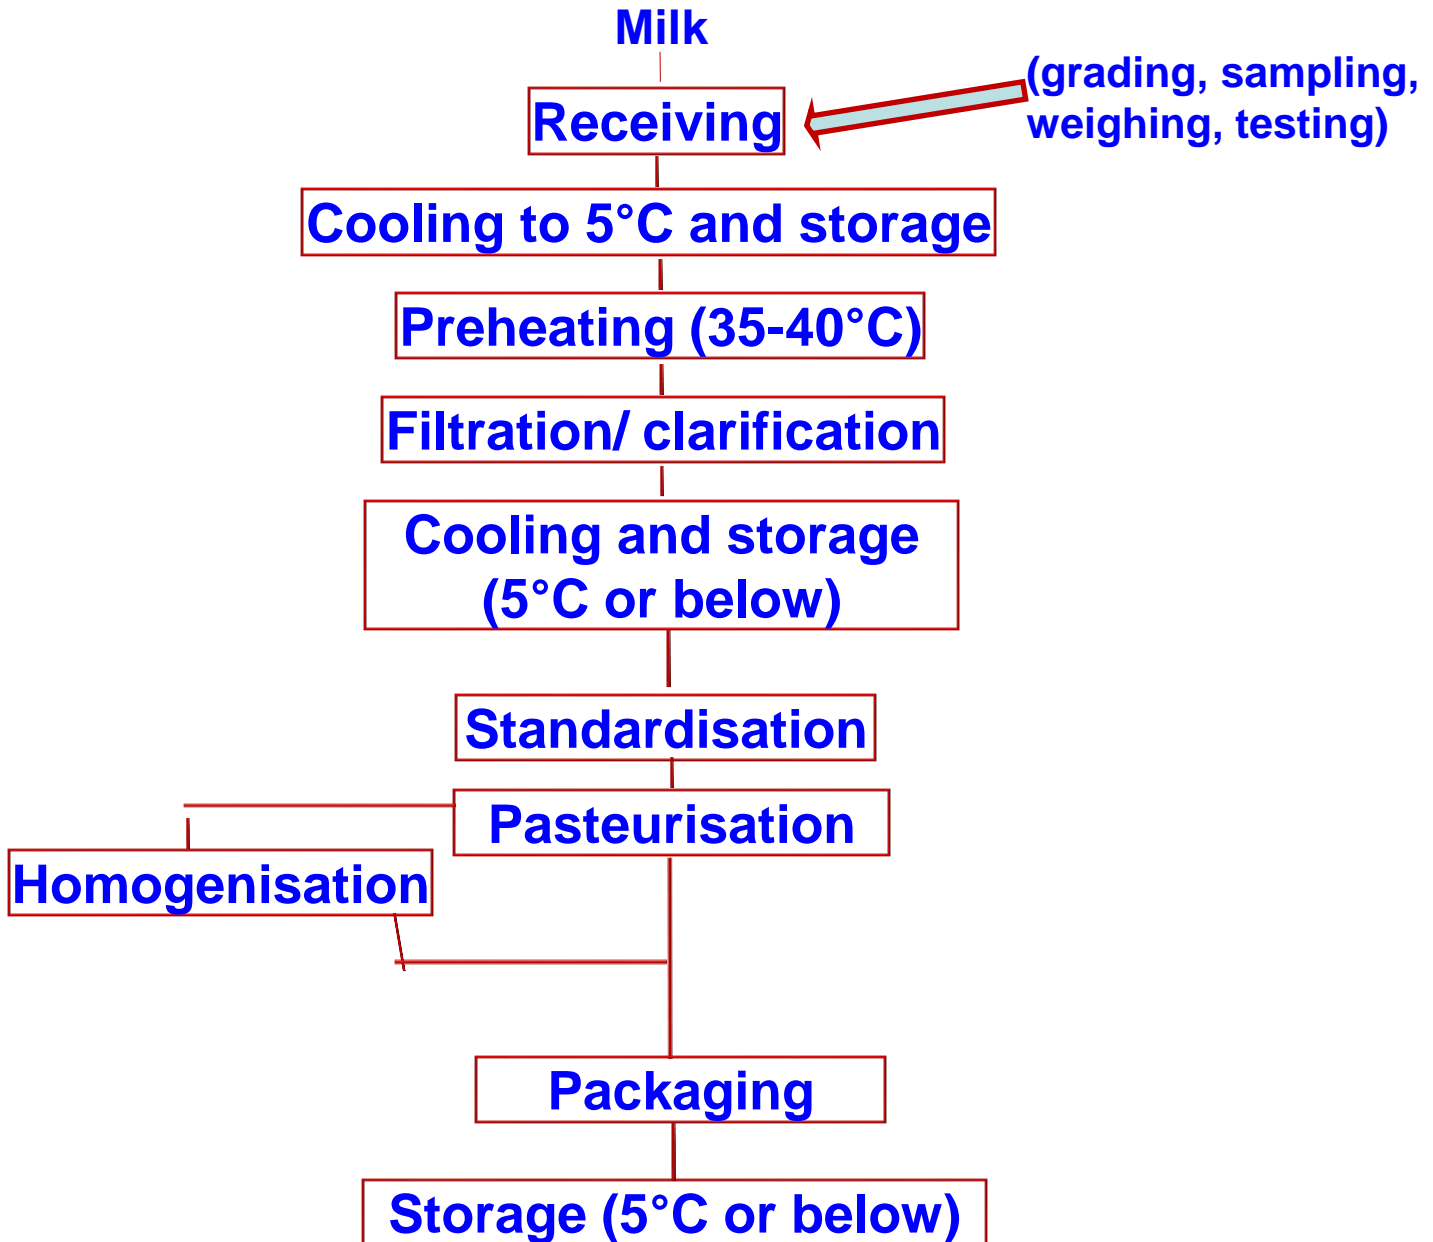 Milk
(grading, sampling,
weighing, testing)
Receiving
Cooling to 5°C and storage
Preheating (35-40°C)
Filtration/ clarification
Cooling and storage
(5°C or below)
Standardisation
Pasteurisation
Homogenisation
Packaging
Storage (5°C or below)